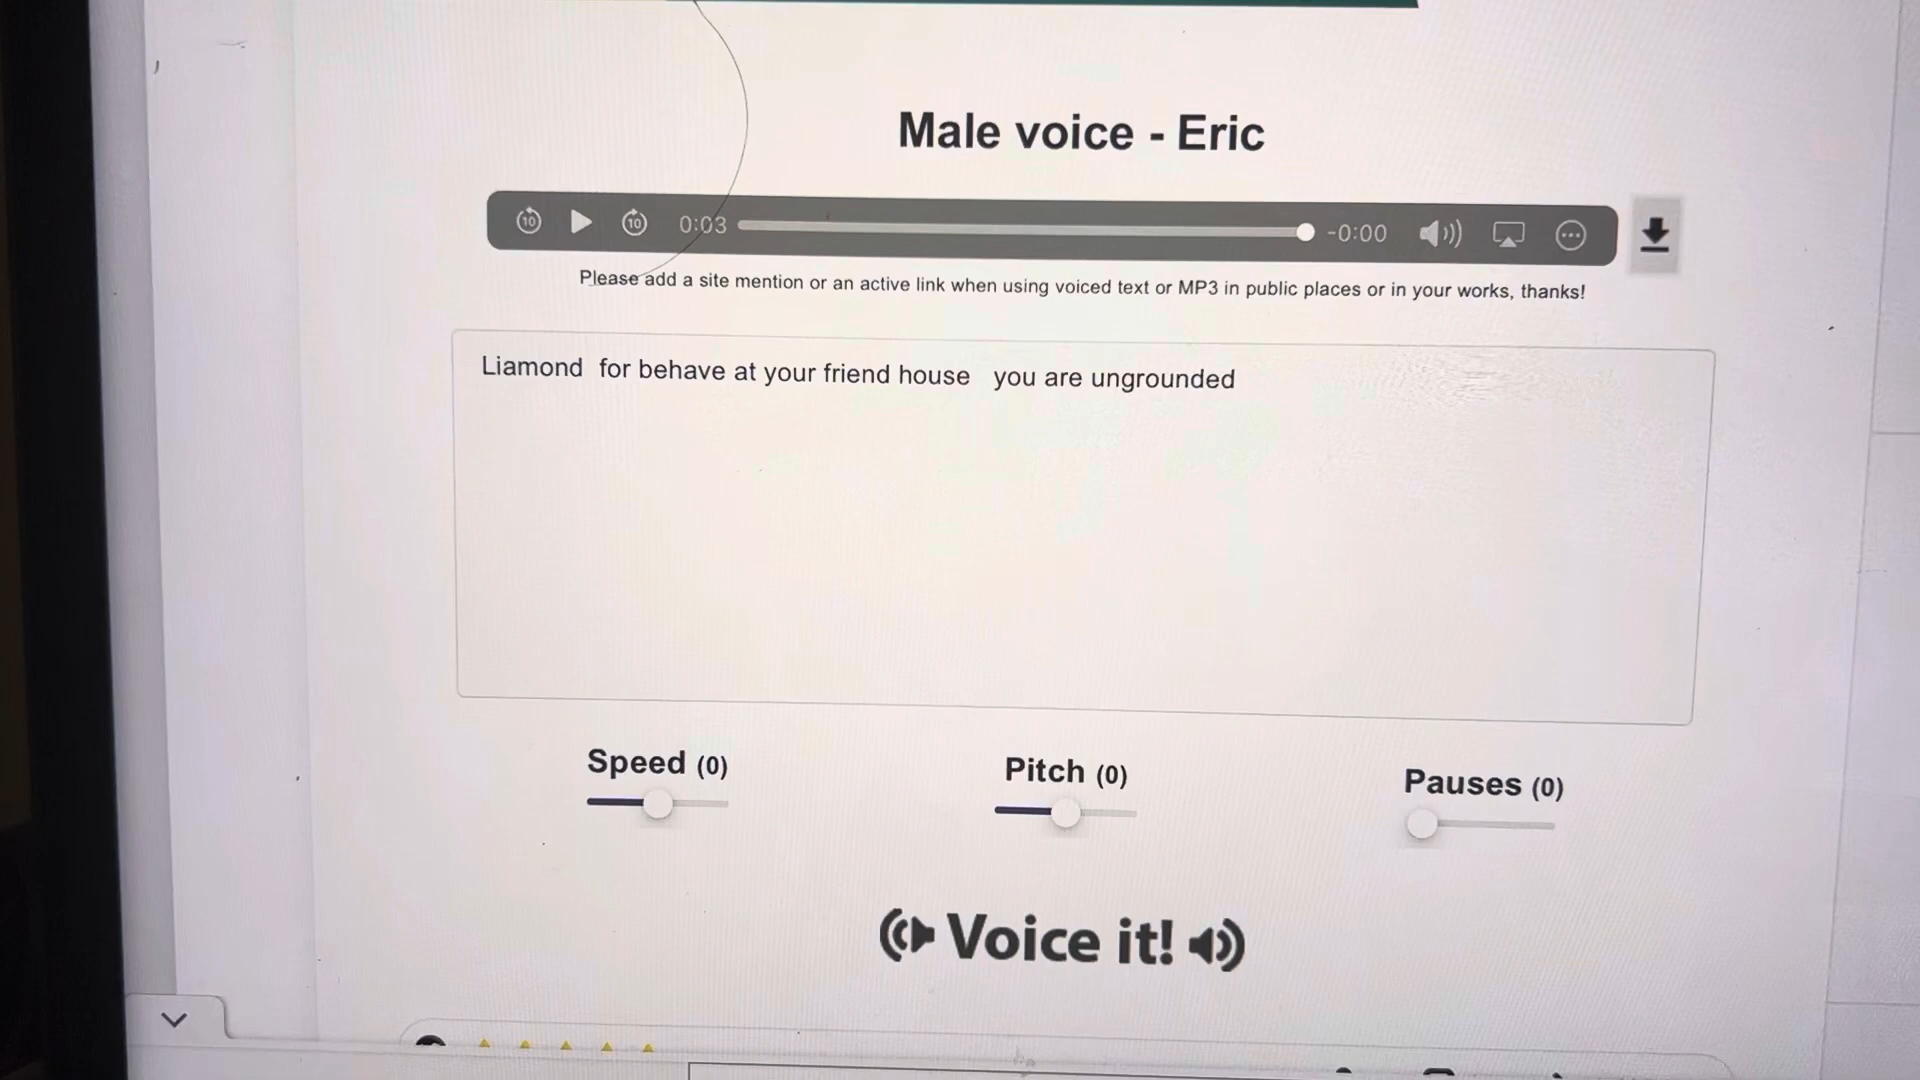 Male voice - Eric
10 10 0:03 -0:00
Please add a site mention or an active link when using voiced text or MP3 in public places or in your works, thanks!
Liamond for behave at your friend house you are ungrounded
Speed (0) Pitch (0) Pauses (0)
Voice it!